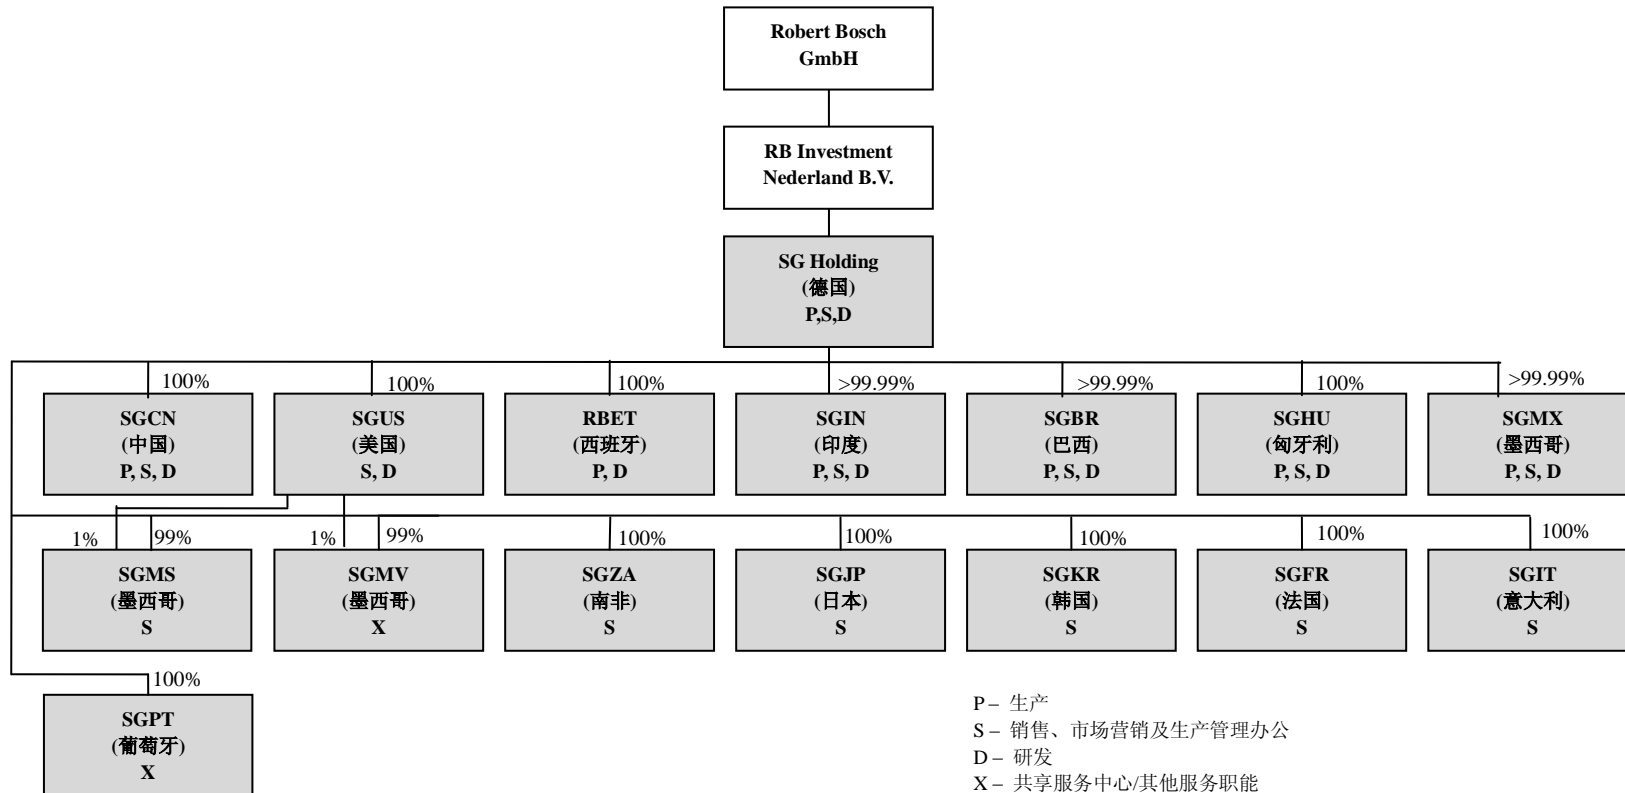 Robert Bosch
GmbH
RB Investment
Nederland B.V.
SG Holding
(德国)
P,S,D
100%
100%
100%
>99.99%
>99.99%
100%
>99.99%
SGCN
(中国)
P, S, D
SGUS
(美国)
S, D
RBET
(西班牙)
P, D
SGIN
(印度)
P, S, D
SGBR
(巴西)
P, S, D
SGHU
(匈牙利)
P, S, D
SGMX
(墨西哥)
P, S, D
1%
99%
1%
99%
100%
100%
100%
100%
100%
SGMS
(墨西哥)
S
SGMV
(墨西哥)
X
SGZA
(南非)
S
SGJP
(日本)
S
SGKR
(韩国)
S
SGFR
(法国)
S
SGIT
(意大利)
S
100%
SGPT
(葡萄牙)
X
P – 生产
S – 销售、市场营销及生产管理办公
D – 研发
X – 共享服务中心/其他服务职能